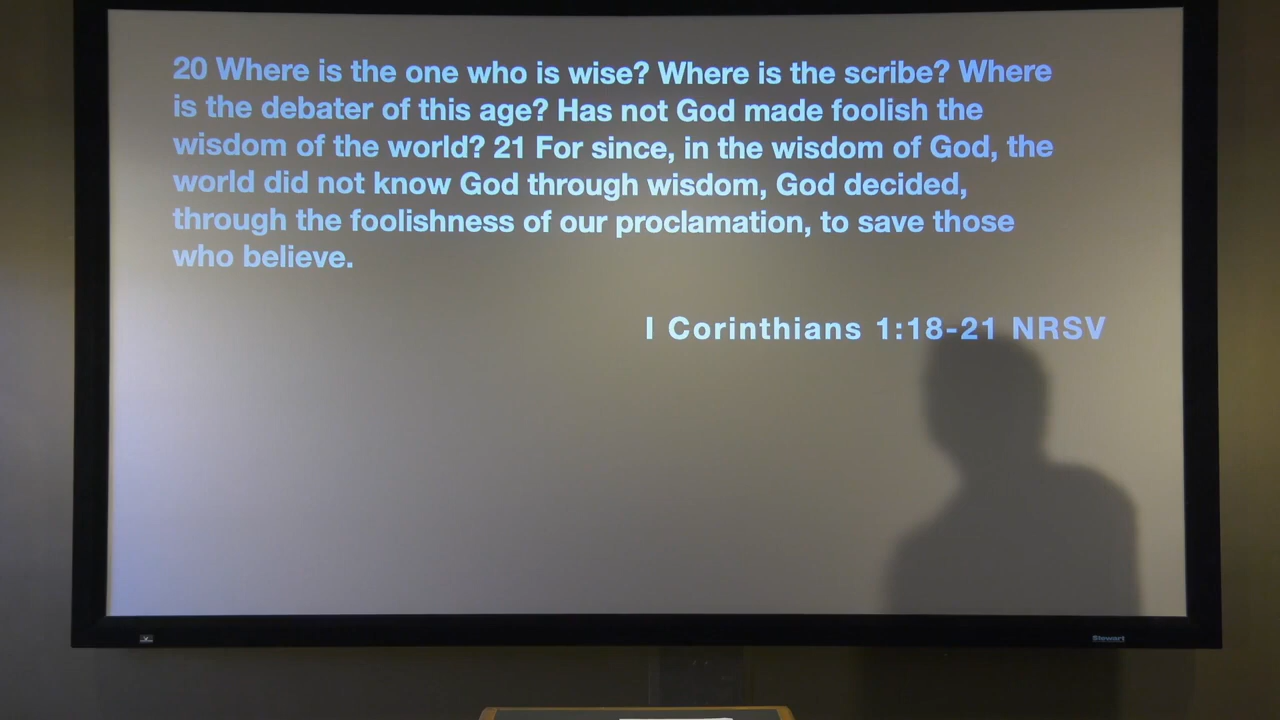 20 Where is the one who is wise? Where is the scribe? Where
is the debater of this age? Has not God made foolish the
wisdom of the world? 21 For since, in the wisdom of God, the
world did not know God through wisdom, God decided,
through the foolishness of our proclamation, to save those
who believe.
I Corinthians 1:18-21 NRSV
Stewart